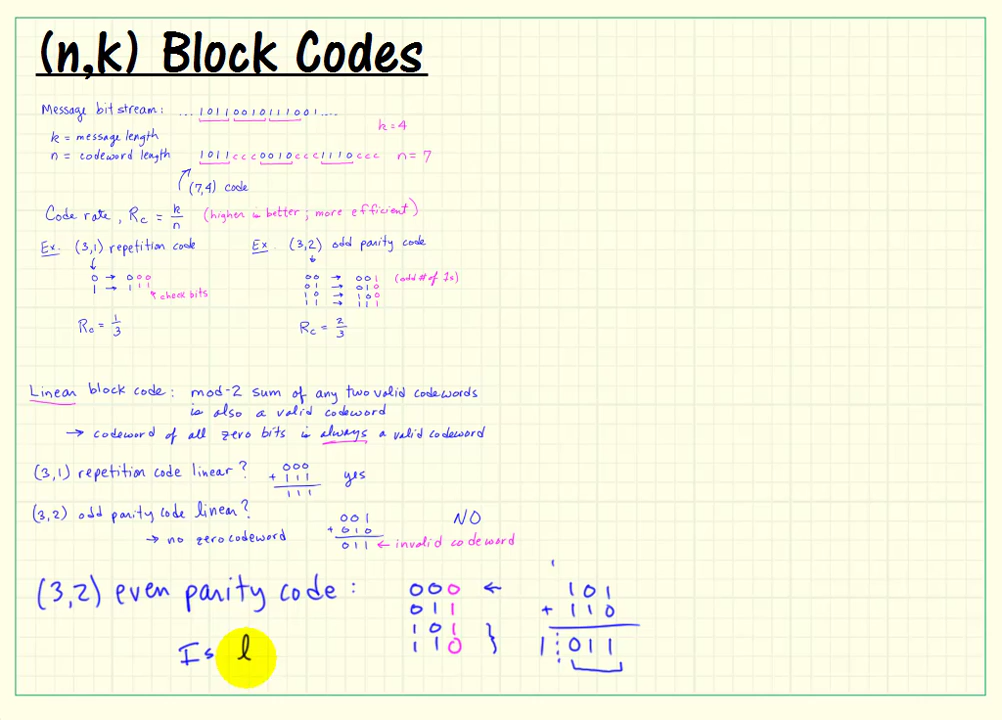 (n,k) Block Codes
Message bit stream: ... 101100101110 01....
k = 4
k = message length
n = codeword length 1011ccc0010ccc1110ccc n = 7
(7,4) code
Code rate, Rc = k/n (higher is better; more efficient)
Ex. (3,1) repetition code Ex. (3,2) odd parity code
0 → 000 00 → 001 (odd # of 1s)
1 → 111 01 → 010
check bits 10 → 100
11 → 111
Rc = 1/3 Rc = 2/3
Linear block code: mod-2 sum of any two valid codewords
is also a valid codeword
→ codeword of all zero bits is always a valid codeword
(3,1) repetition code linear? 000 + 111 111 yes
(3,2) odd parity code linear? 001 + 010 NO
→ no zero codeword 011 ← invalid codeword
(3,2) even parity code: 000 ← 101
011 + 110
101
110 } 1 011
Is l